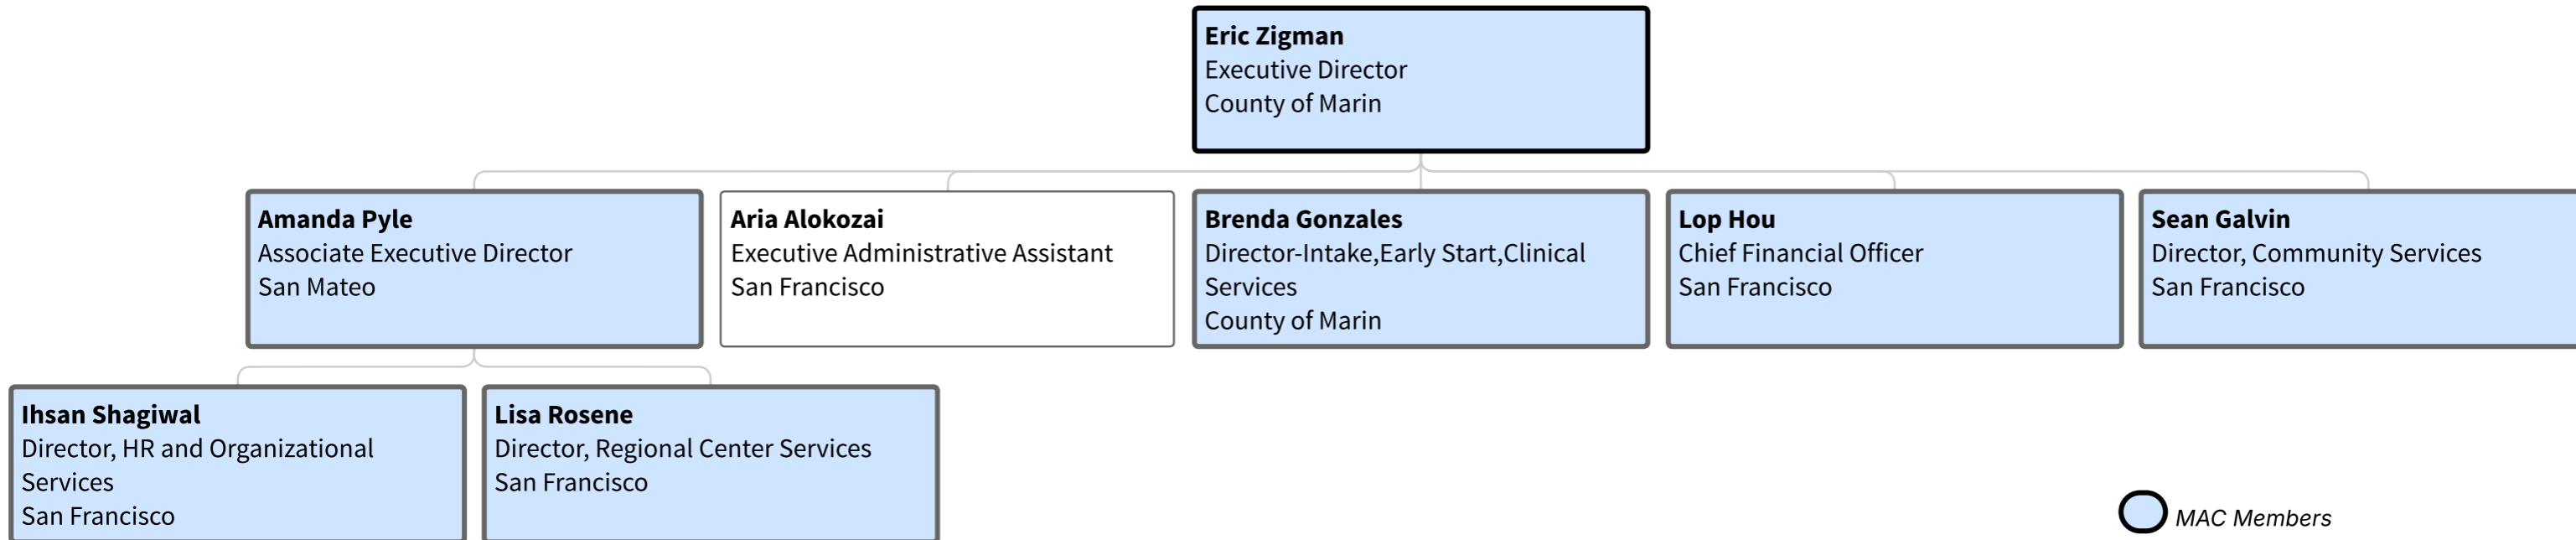 Eric Zigman
Executive Director
County of Marin
Amanda Pyle
Associate Executive Director
San Mateo
Aria Alokozai
Executive Administrative Assistant
San Francisco
Brenda Gonzales
Director-Intake,Early Start,Clinical
Services
County of Marin
Lop Hou
Chief Financial Officer
San Francisco
Sean Galvin
Director, Community Services
San Francisco
Ihsan Shagiwal
Director, HR and Organizational
Services
San Francisco
Lisa Rosene
Director, Regional Center Services
San Francisco
MAC Members